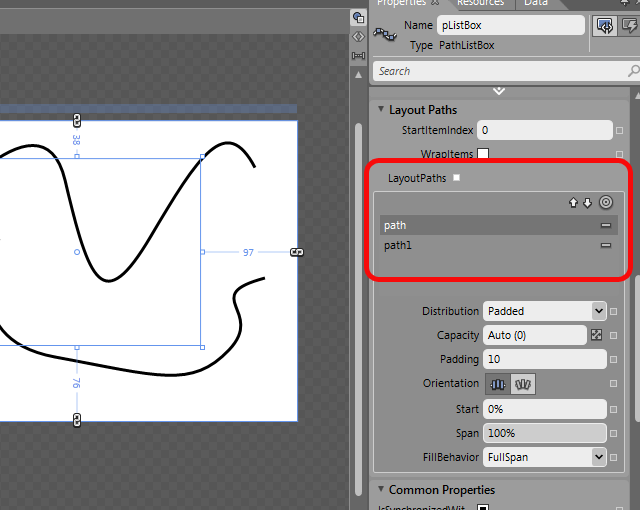 Properties Resources Data
Name pListBox
Type PathListBox
Search
Layout Paths
StartItemIndex 0
WrapItems
LayoutPaths
path
path1
Distribution Padded
Capacity Auto (0)
Padding 10
Orientation
Start 0%
Span 100%
FillBehavior FullSpan
Common Properties
IsSynchronizedWit...
38
97
76